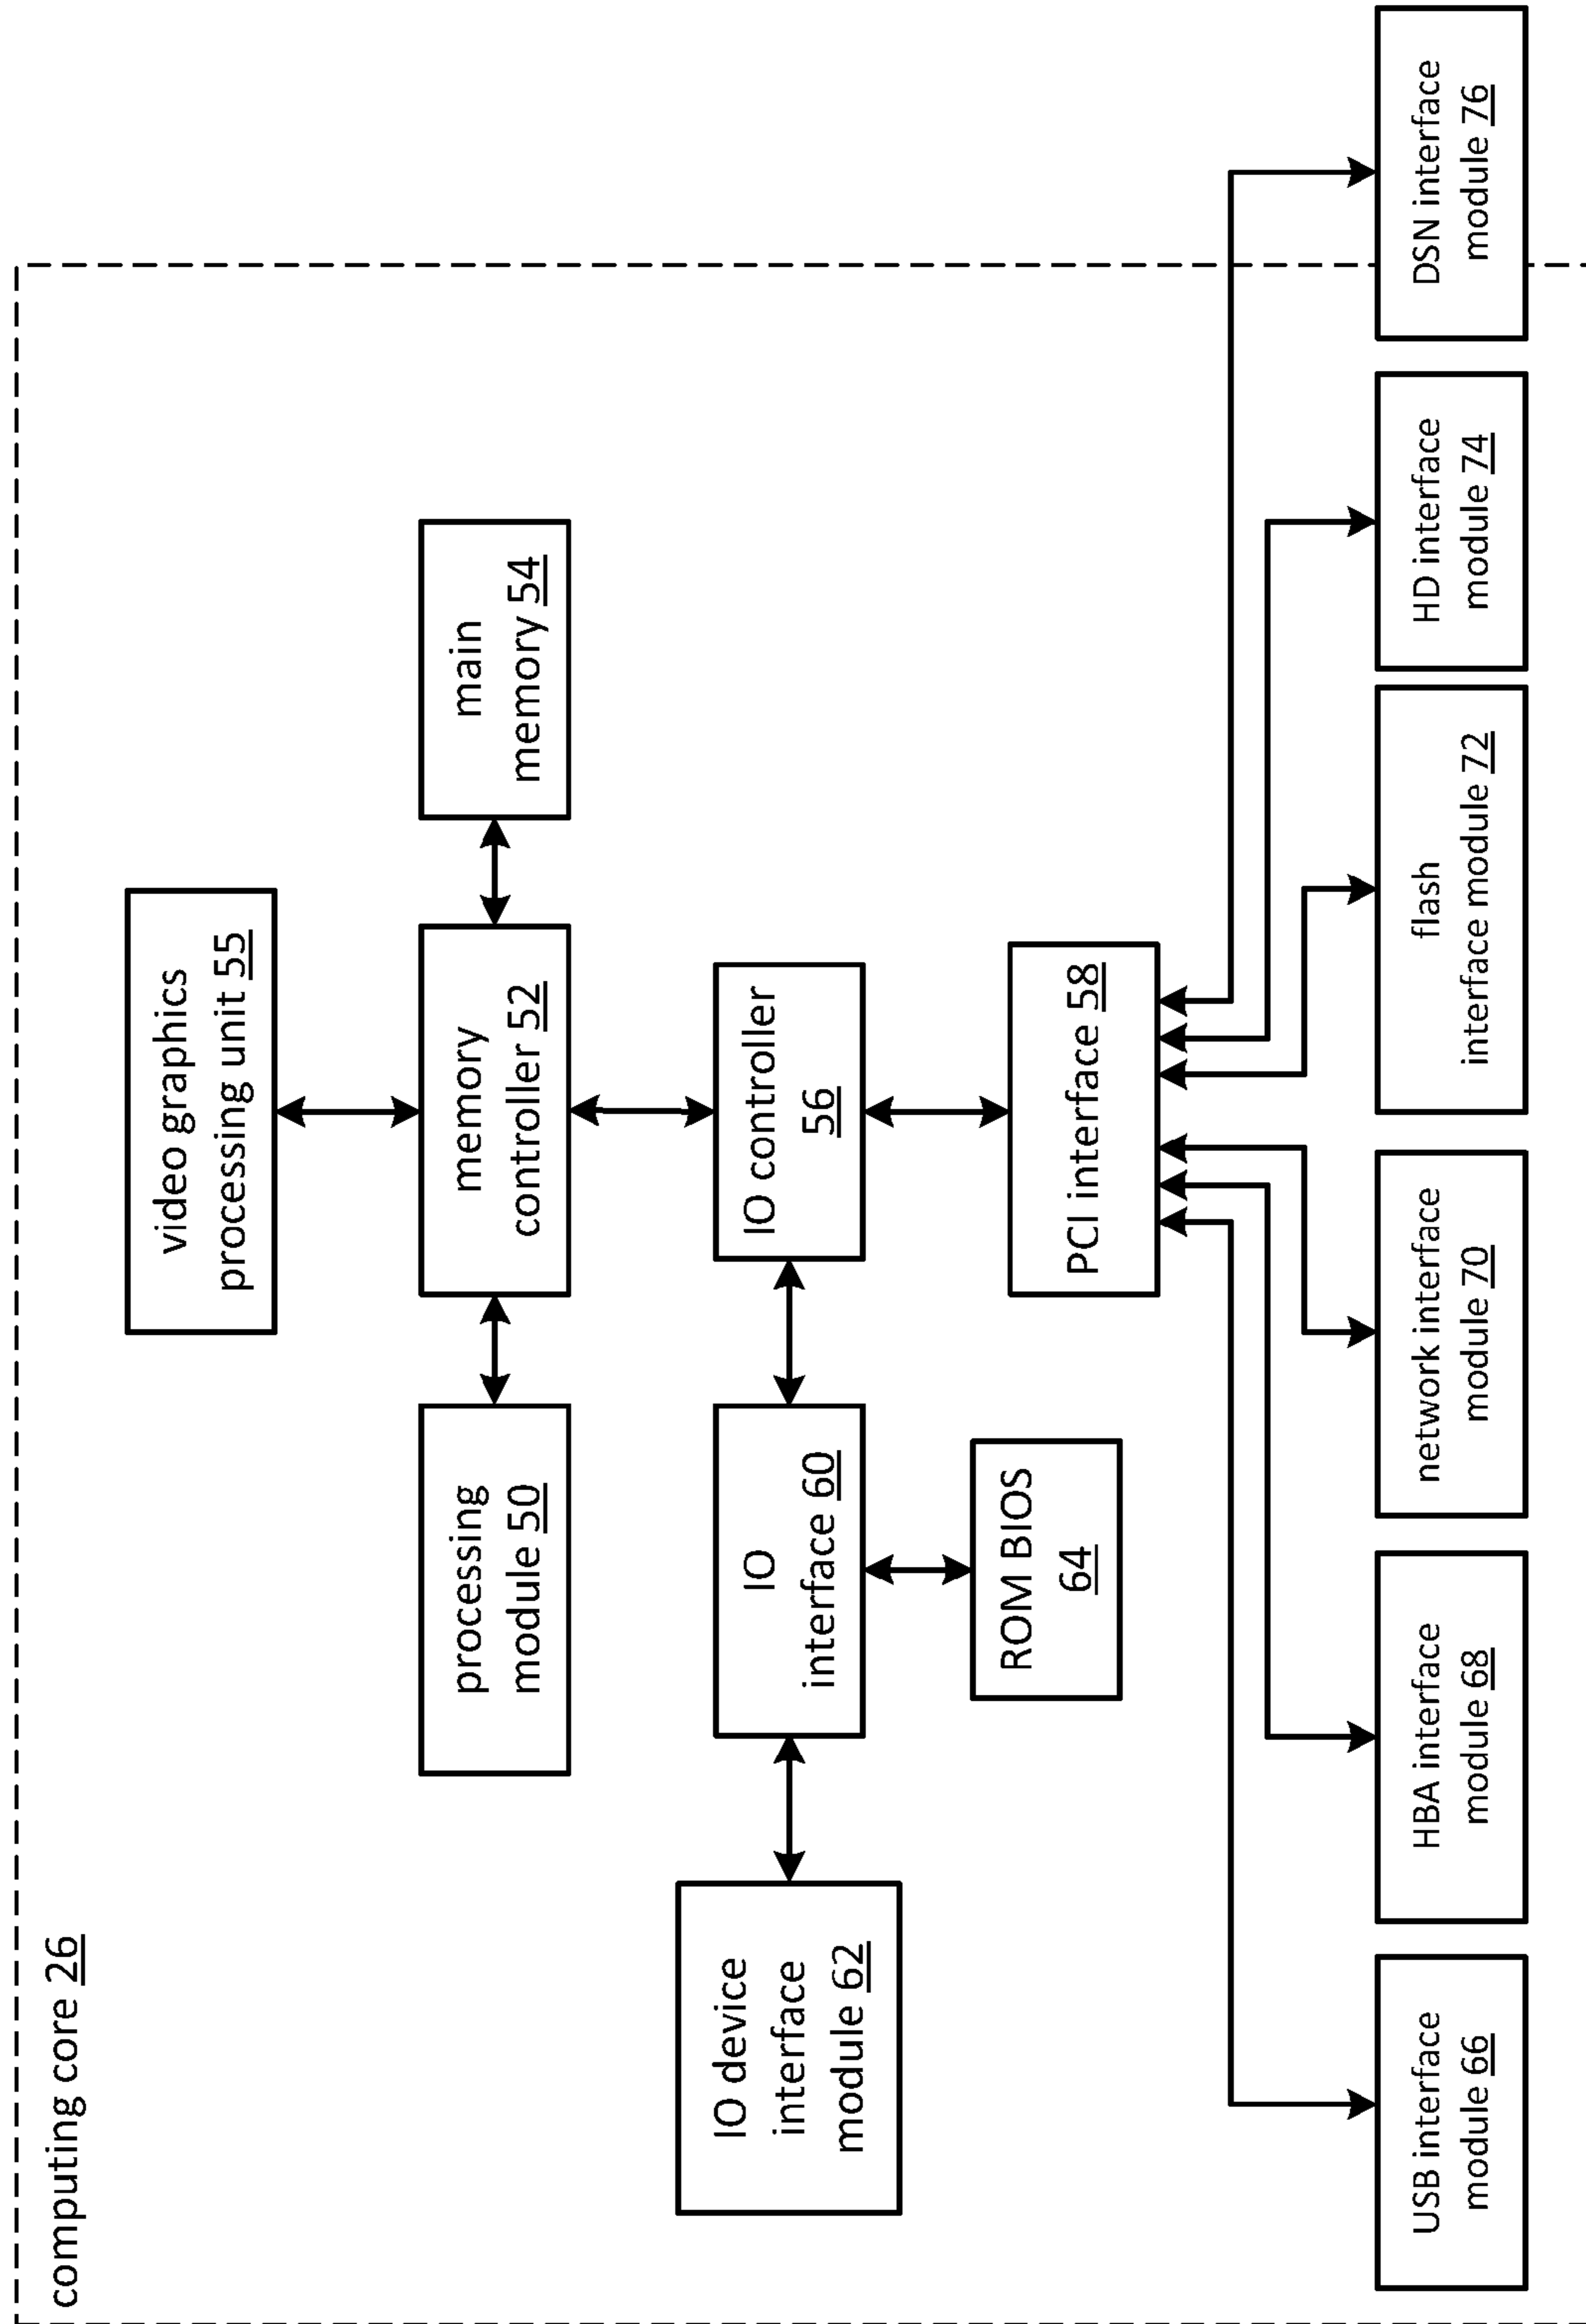 computing core 26
video graphics
processing unit 55
processing
module 50
memory
controller 52
main
memory 54
IO device
interface
module 62
IO
interface 60
IO controller
56
ROM BIOS
64
PCI interface 58
USB interface
module 66
HBA interface
module 68
network interface
module 70
flash
interface module 72
HD interface
module 74
DSN interface
module 76